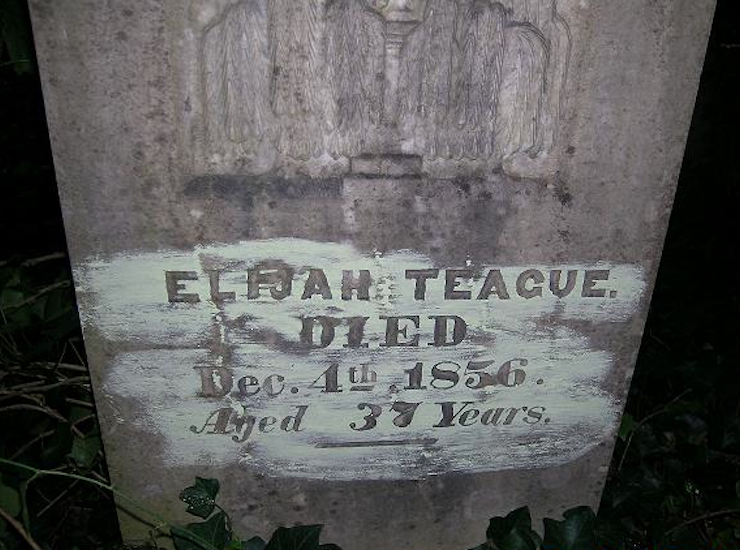 ELIJAH TEAGUE.
DIED
Dec. 4th, 1856.
Aged 37 Years.